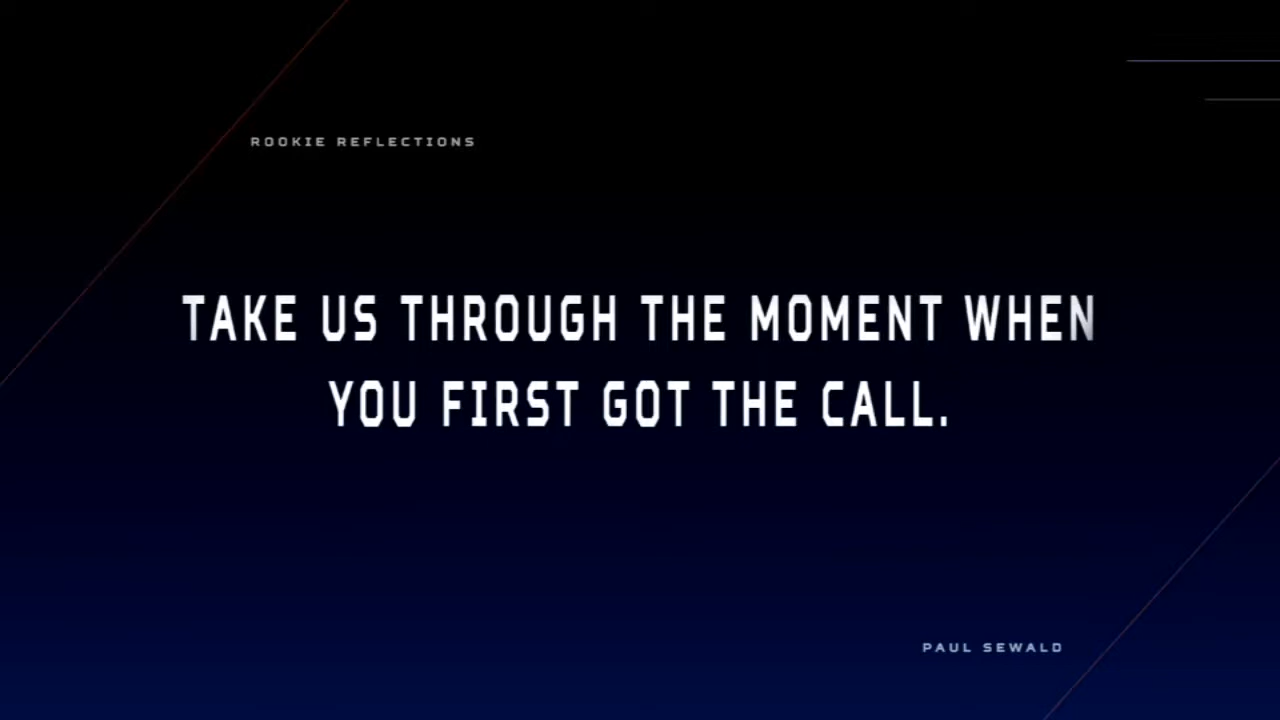 ROOKIE REFLECTIONS
TAKE US THROUGH THE MOMENT WHEN
YOU FIRST GOT THE CALL.
PAUL SEWALD